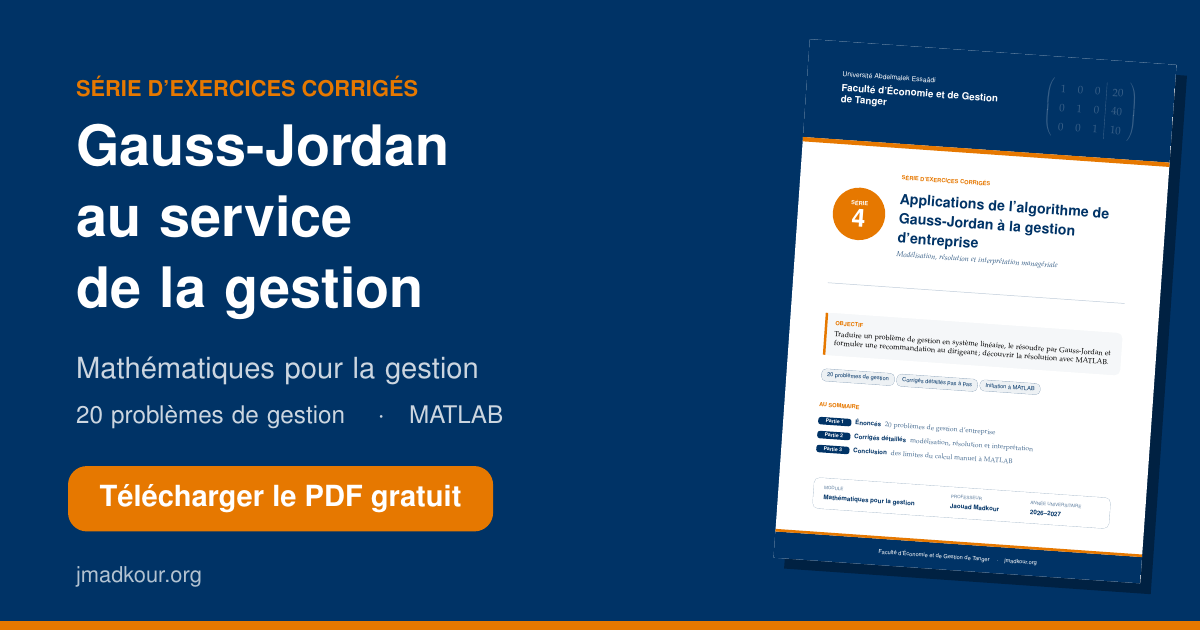 SÉRIE D’EXERCICES CORRIGÉS
Gauss-Jordan
au service
de la gestion
Mathématiques pour la gestion
20 problèmes de gestion · MATLAB
Télécharger le PDF gratuit
jmadkour.org
Université Abdelmalek Essaâdi
Faculté d’Économie et de Gestion
de Tanger
1 0 0 20
0 1 0 40
0 0 1 10
SÉRIE D’EXERCICES CORRIGÉS
SÉRIE
4
Applications de l’algorithme de
Gauss-Jordan à la gestion
d’entreprise
Modélisation, résolution et interprétation managériale
OBJECTIF
Traduire un problème de gestion en système linéaire, le résoudre par Gauss-Jordan et
formuler une recommandation au dirigeant ; découvrir la résolution avec MATLAB.
20 problèmes de gestion Corrigés détaillés pas à pas Initiation à MATLAB
AU SOMMAIRE
Partie 1 Énoncés 20 problèmes de gestion d’entreprise
Partie 2 Corrigés détaillés modélisation, résolution et interprétation
Partie 3 Conclusion des limites du calcul manuel à MATLAB
MODULE PROFESSEUR ANNÉE UNIVERSITAIRE
Mathématiques pour la gestion Jaouad Madkour 2026–2027
Faculté d’Économie et de Gestion de Tanger · jmadkour.org